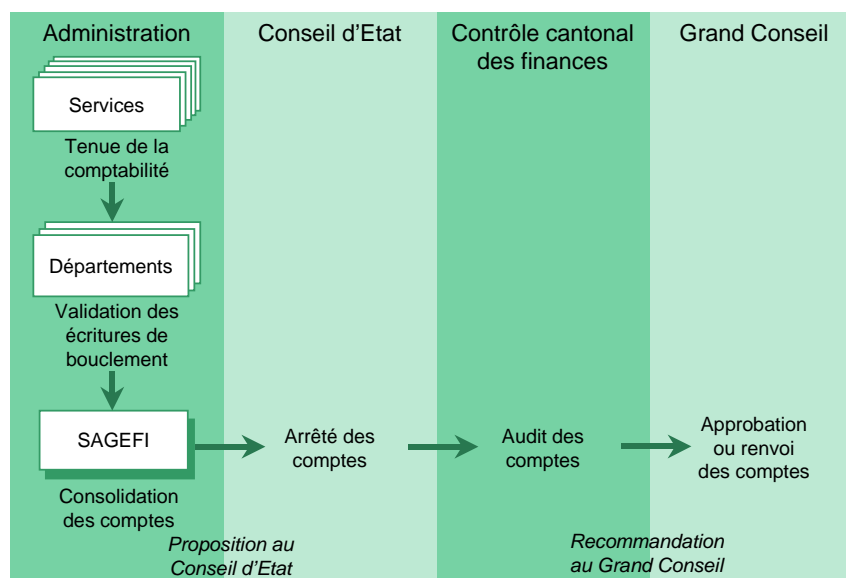 Administration
Conseil d'Etat
Contrôle cantonal
des finances
Grand Conseil
Services
Tenue de la
comptabilité
Départements
Validation des
écritures de
bouclement
SAGEFI
Consolidation
des comptes
Arrêté des
comptes
Audit des
comptes
Approbation
ou renvoi
des comptes
Proposition au
Conseil d'Etat
Recommandation
au Grand Conseil